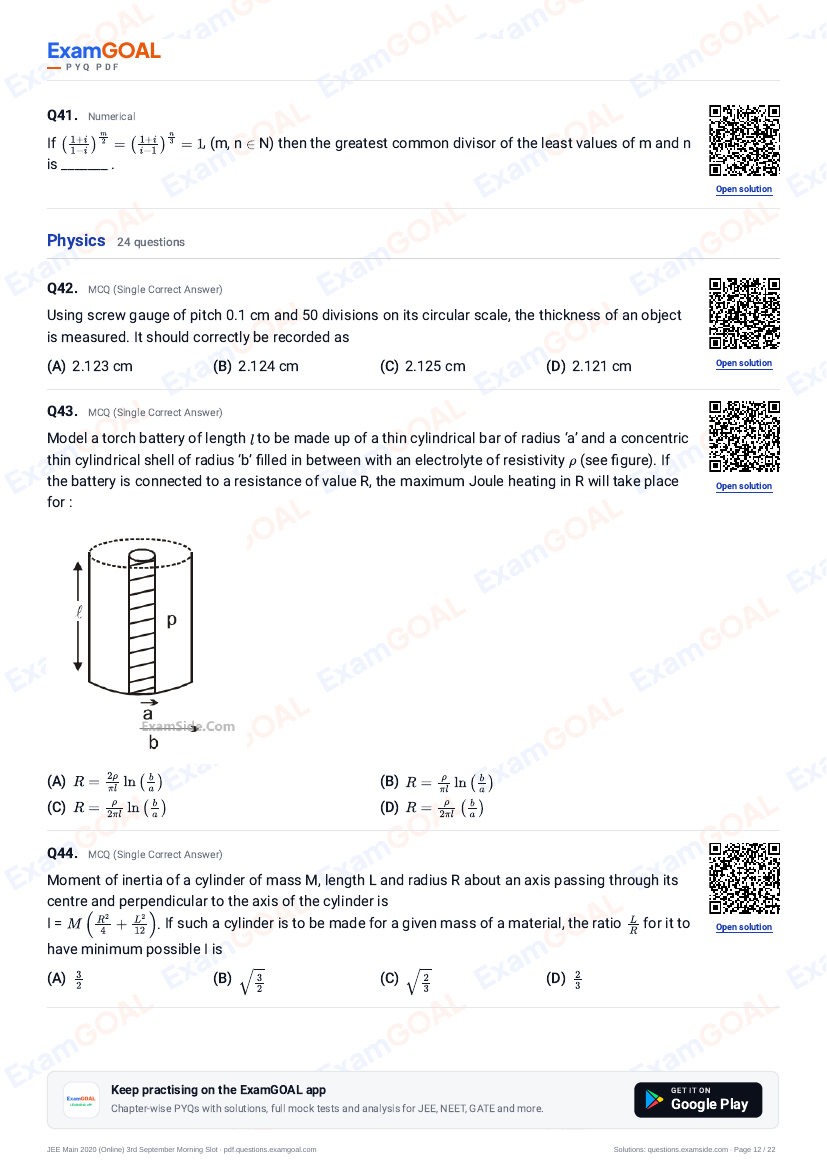 ExamGOAL
PYQ PDF
Q41. Numerical
If $\left(\frac{1+i}{1-i}\right)^{\frac{m}{2}} = \left(\frac{1+i}{i-1}\right)^{\frac{n}{3}} = 1$, (m, n ∈ N) then the greatest common divisor of the least values of m and n
is _______ .
Open solution
Physics 24 questions
Q42. MCQ (Single Correct Answer)
Using screw gauge of pitch 0.1 cm and 50 divisions on its circular scale, the thickness of an object
is measured. It should correctly be recorded as
(A) 2.123 cm (B) 2.124 cm (C) 2.125 cm (D) 2.121 cm
Open solution
Q43. MCQ (Single Correct Answer)
Model a torch battery of length $l$ to be made up of a thin cylindrical bar of radius ‘a’ and a concentric
thin cylindrical shell of radius ‘b’ filled in between with an electrolyte of resistivity $\rho$ (see figure). If
the battery is connected to a resistance of value R, the maximum Joule heating in R will take place
for :
Open solution
ℓ
p
a
ExamSide.Com
b
(A) $R = \frac{2\rho}{\pi l} \ln\left(\frac{b}{a}\right)$ (B) $R = \frac{\rho}{\pi l} \ln\left(\frac{b}{a}\right)$
(C) $R = \frac{\rho}{2\pi l} \ln\left(\frac{b}{a}\right)$ (D) $R = \frac{\rho}{2\pi l} \left(\frac{b}{a}\right)$
Q44. MCQ (Single Correct Answer)
Moment of inertia of a cylinder of mass M, length L and radius R about an axis passing through its
centre and perpendicular to the axis of the cylinder is
I = $M\left(\frac{R^2}{4} + \frac{L^2}{12}\right)$. If such a cylinder is to be made for a given mass of a material, the ratio $\frac{L}{R}$ for it to
have minimum possible I is
(A) $\frac{3}{2}$ (B) $\sqrt{\frac{3}{2}}$ (C) $\sqrt{\frac{2}{3}}$ (D) $\frac{2}{3}$
Open solution
ExamGOAL
Keep practising on the ExamGOAL app
Chapter-wise PYQs with solutions, full mock tests and analysis for JEE, NEET, GATE and more.
GET IT ON
Google Play
JEE Main 2020 (Online) 3rd September Morning Slot · pdf.questions.examgoal.com
Solutions: questions.examside.com · Page 12 / 22